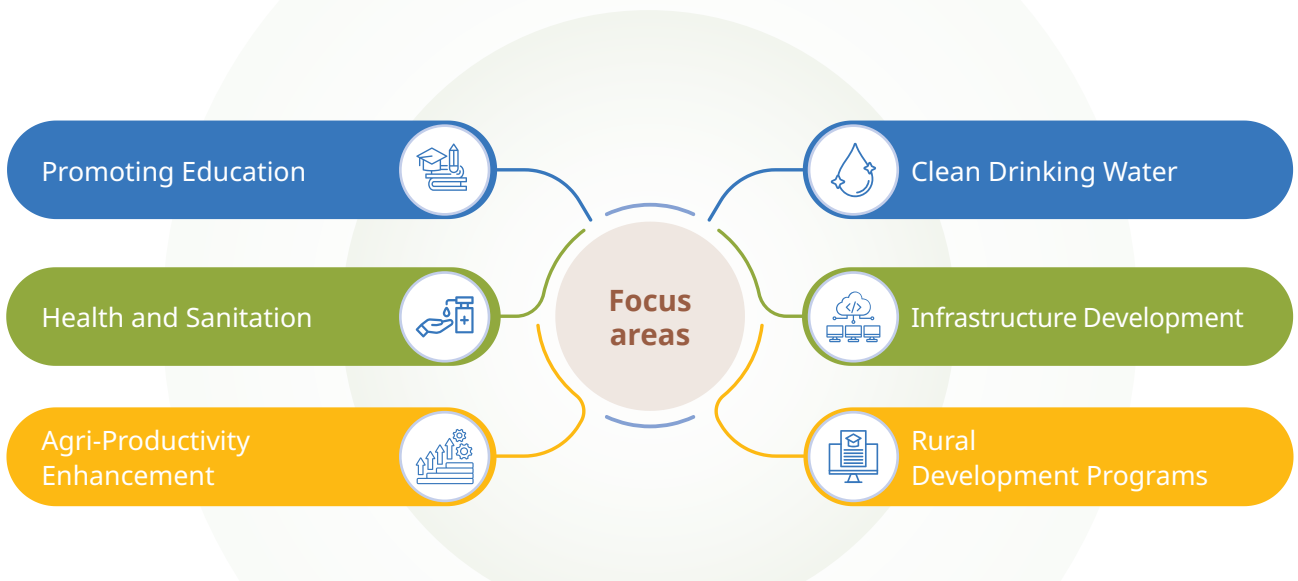 Promoting Education
Clean Drinking Water
Health and Sanitation
Focus
areas
Infrastructure Development
Agri-Productivity
Enhancement
Rural
Development Programs